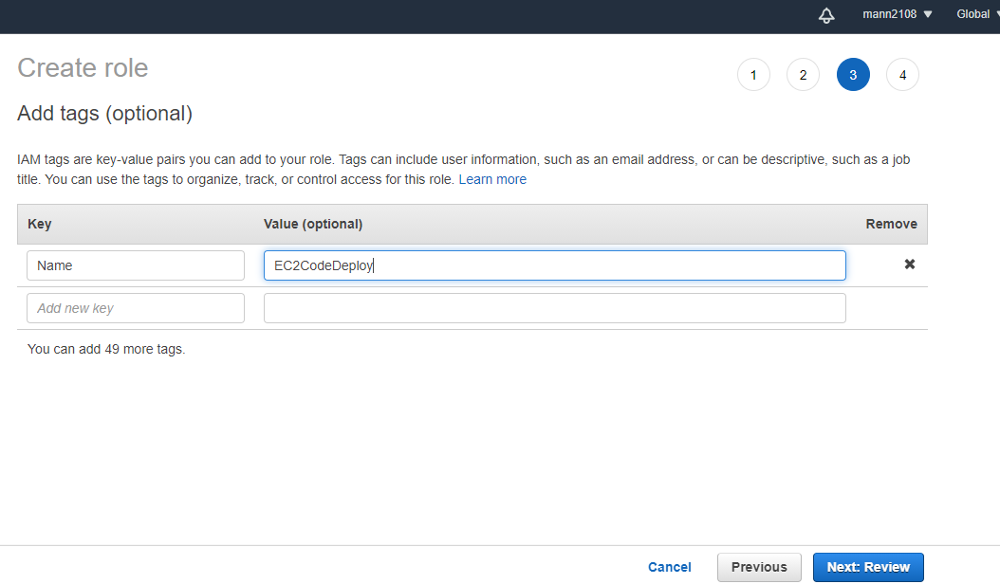 mann2108 Global
Create role
1 2 3 4
Add tags (optional)
IAM tags are key-value pairs you can add to your role. Tags can include user information, such as an email address, or can be descriptive, such as a job
title. You can use the tags to organize, track, or control access for this role. Learn more
Key Value (optional) Remove
Name EC2CodeDeploy
Add new key
You can add 49 more tags.
Cancel Previous Next: Review